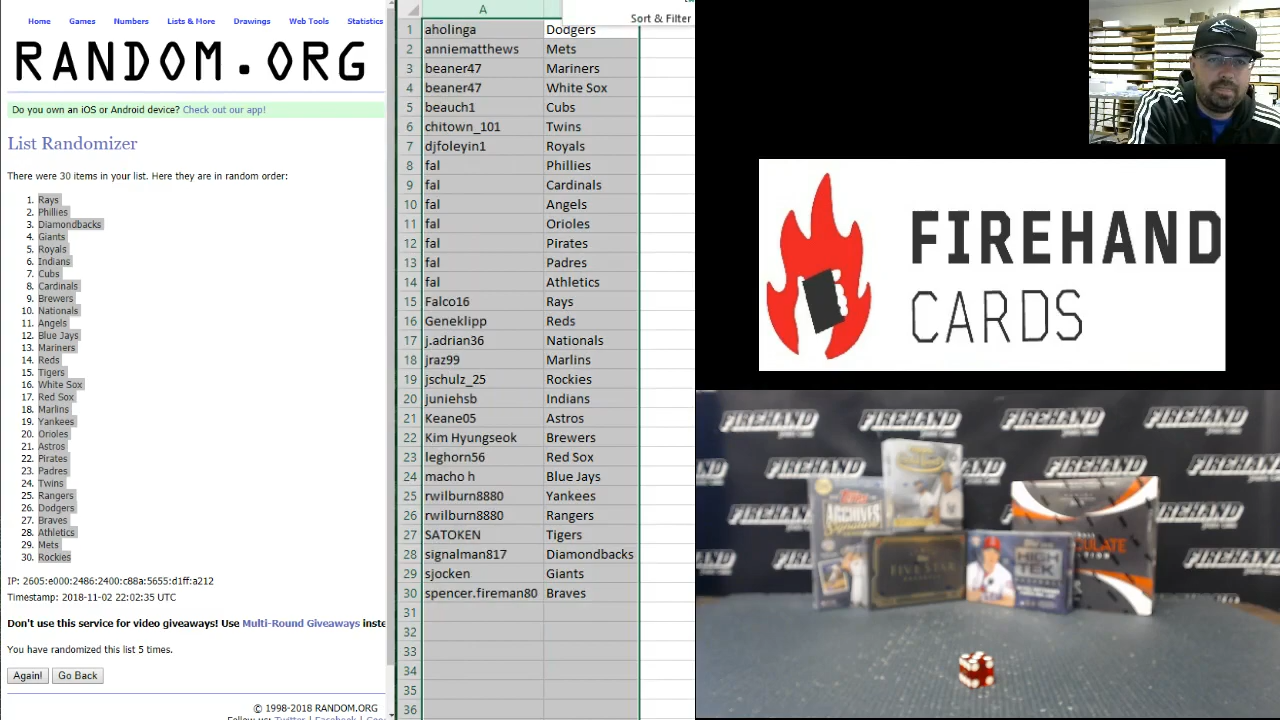 Home Games Numbers Lists & More Drawings Web Tools Statistics
RANDOM.ORG
Do you own an iOS or Android device? Check out our app!
List Randomizer
There were 30 items in your list. Here they are in random order:
1. Rays
2. Phillies
3. Diamondbacks
4. Giants
5. Royals
6. Indians
7. Cubs
8. Cardinals
9. Brewers
10. Nationals
11. Angels
12. Blue Jays
13. Mariners
14. Reds
15. Tigers
16. White Sox
17. Red Sox
18. Marlins
19. Yankees
20. Orioles
21. Astros
22. Pirates
23. Padres
24. Twins
25. Rangers
26. Dodgers
27. Braves
28. Athletics
29. Mets
30. Rockies
IP: 2605:e000:2486:2400:c88a:5655:d1ff:a212
Timestamp: 2018-11-02 22:02:35 UTC
Don't use this service for video giveaways! Use Multi-Round Giveaways inste
You have randomized this list 5 times.
Again! Go Back
© 1998-2018 RANDOM.ORG
Follow us: Twitter | Facebook |
A
Sort & Filter
1 aholinga Dodgers
2 anniematthews Mets
3 beaner47 Mariners
4 beaner47 White Sox
5 beauch1 Cubs
6 chitown_101 Twins
7 djfoleyin1 Royals
8 fal Phillies
9 fal Cardinals
10 fal Angels
11 fal Orioles
12 fal Pirates
13 fal Padres
14 fal Athletics
15 Falco16 Rays
16 Geneklipp Reds
17 j.adrian36 Nationals
18 jraz99 Marlins
19 jschulz_25 Rockies
20 juniehsb Indians
21 Keane05 Astros
22 Kim Hyungseok Brewers
23 leghorn56 Red Sox
24 macho h Blue Jays
25 rwilburn8880 Yankees
26 rwilburn8880 Rangers
27 SATOKEN Tigers
28 signalman817 Diamondbacks
29 sjocken Giants
30 spencer.fireman80 Braves
31
32
33
34
35
36
FIREHAND
CARDS
FIREHAND FIREHAND FIREHAND FIREHAND
FIREHAND
Topps
ARCHIVES
FIVE STAR
HIGH
TEK